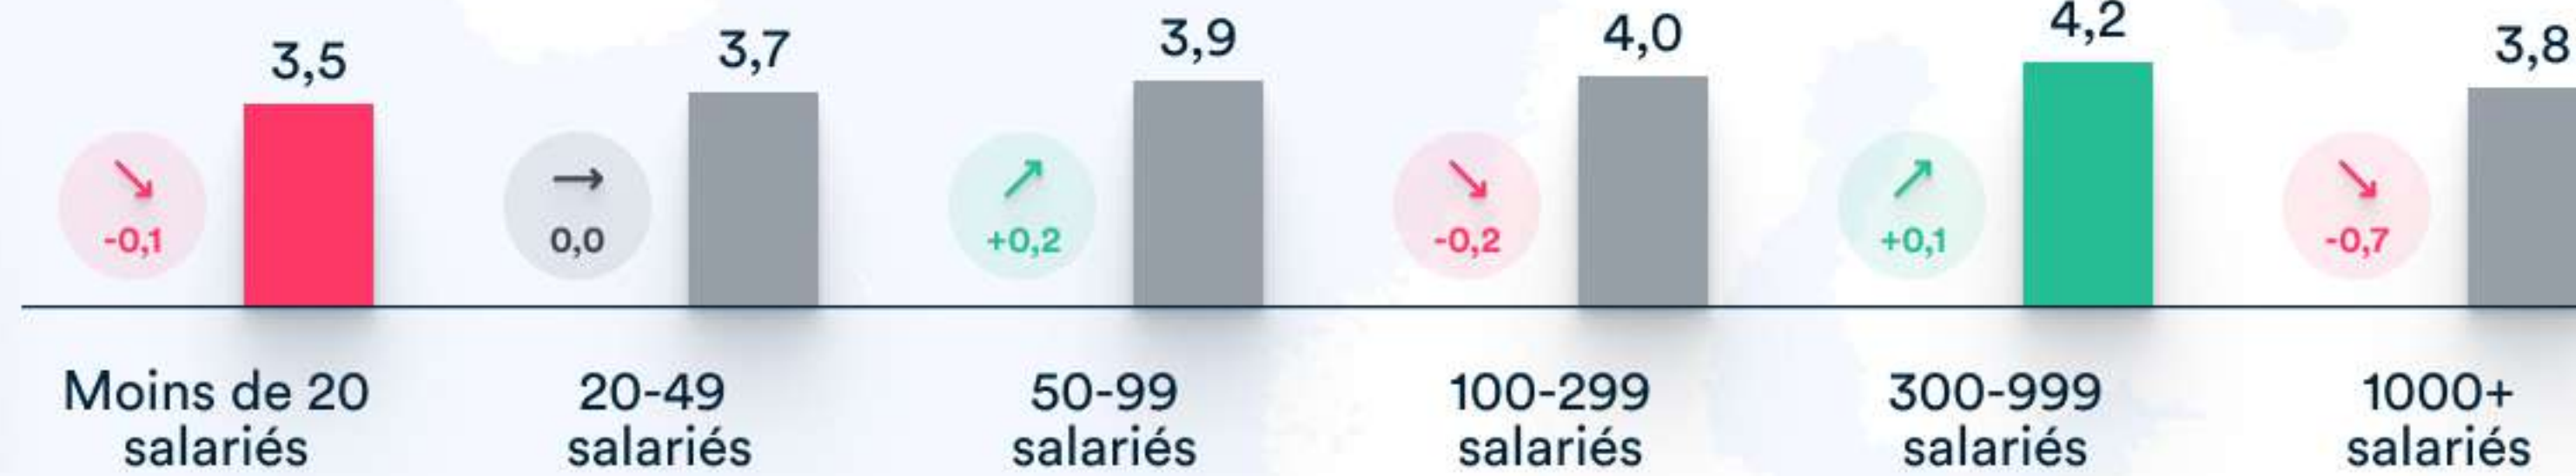 3,5
3,7
3,9
4,0
4,2
3,8
-0,1
0,0
+0,2
-0,2
+0,1
-0,7
Moins de 20
salariés
20-49
salariés
50-99
salariés
100-299
salariés
300-999
salariés
1000+
salariés